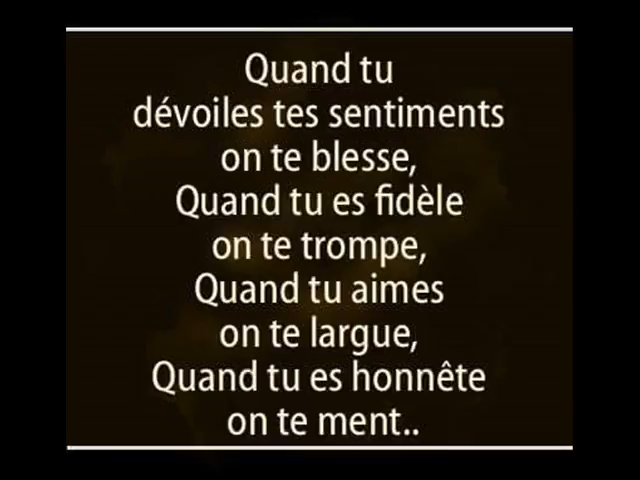 Quand tu
dévoiles tes sentiments
on te blesse,
Quand tu es fidèle
on te trompe,
Quand tu aimes
on te largue,
Quand tu es honnête
on te ment..